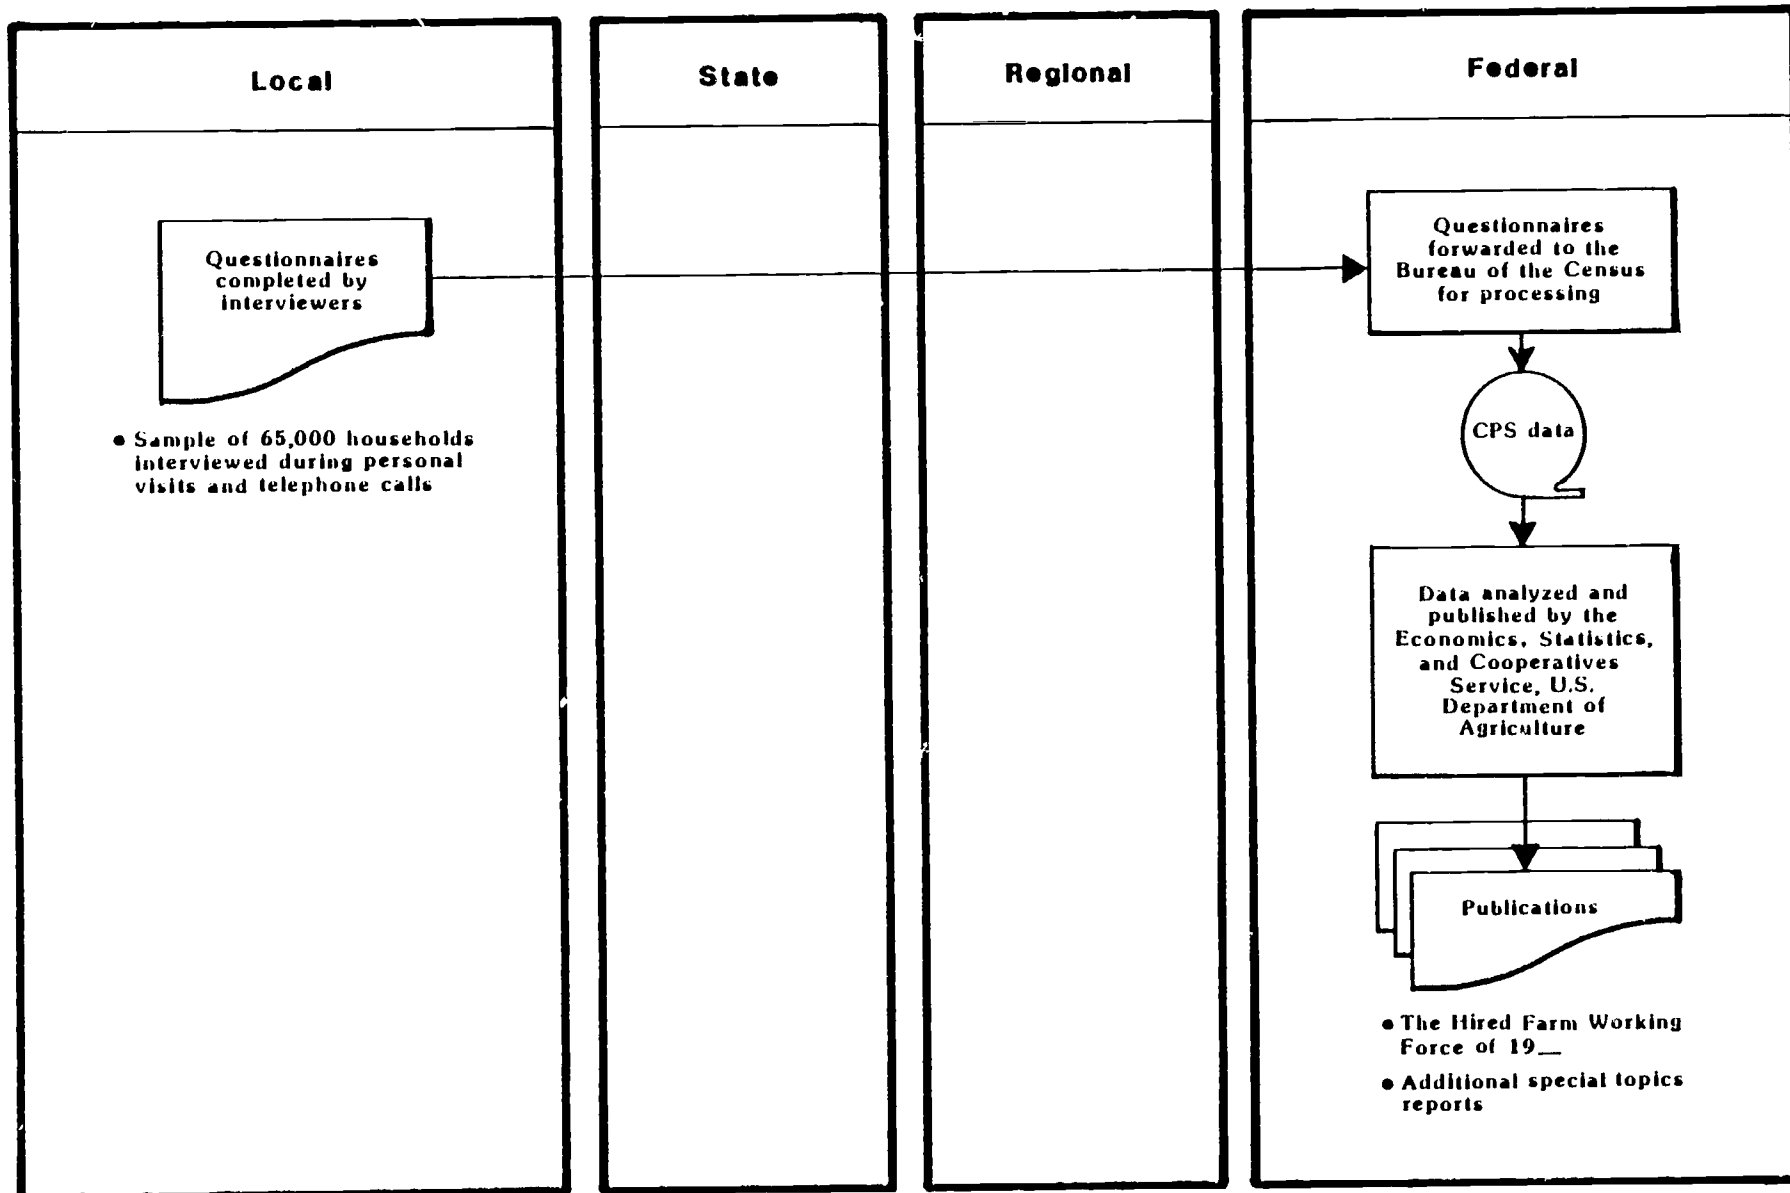 Local
State
Regional
Federal
Questionnaires
completed by
interviewers
• Sample of 65,000 households
interviewed during personal
visits and telephone calls
Questionnaires
forwarded to the
Bureau of the Census
for processing
CPS data
Data analyzed and
published by the
Economics, Statistics,
and Cooperatives
Service, U.S.
Department of
Agriculture
Publications
• The Hired Farm Working
Force of 19__
• Additional special topics
reports